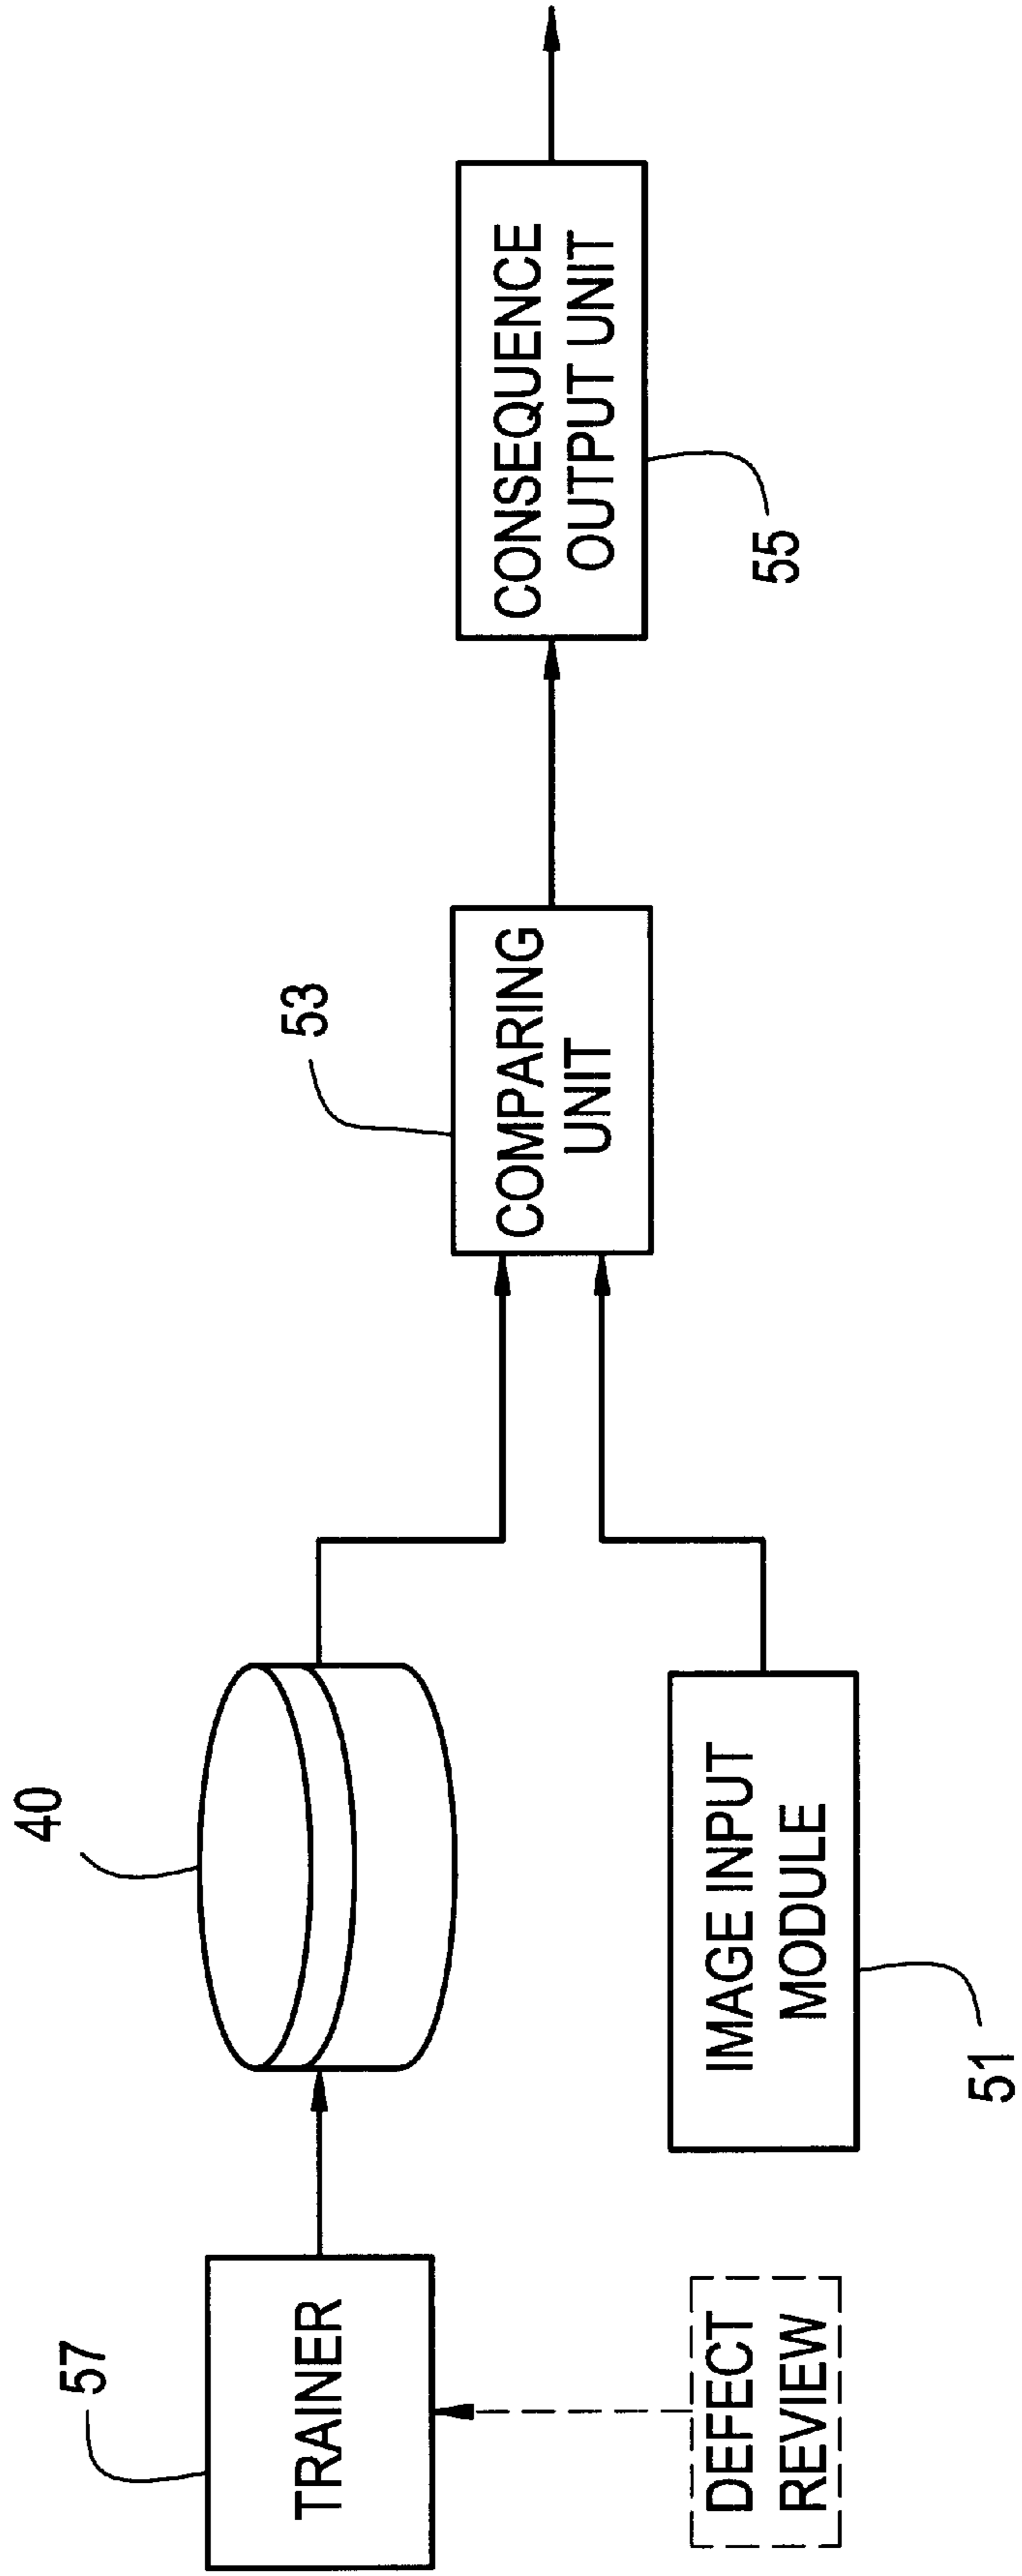 57
TRAINER
DEFECT
REVIEW
40
IMAGE INPUT
MODULE
51
53
COMPARING
UNIT
CONSEQUENCE
OUTPUT UNIT
55